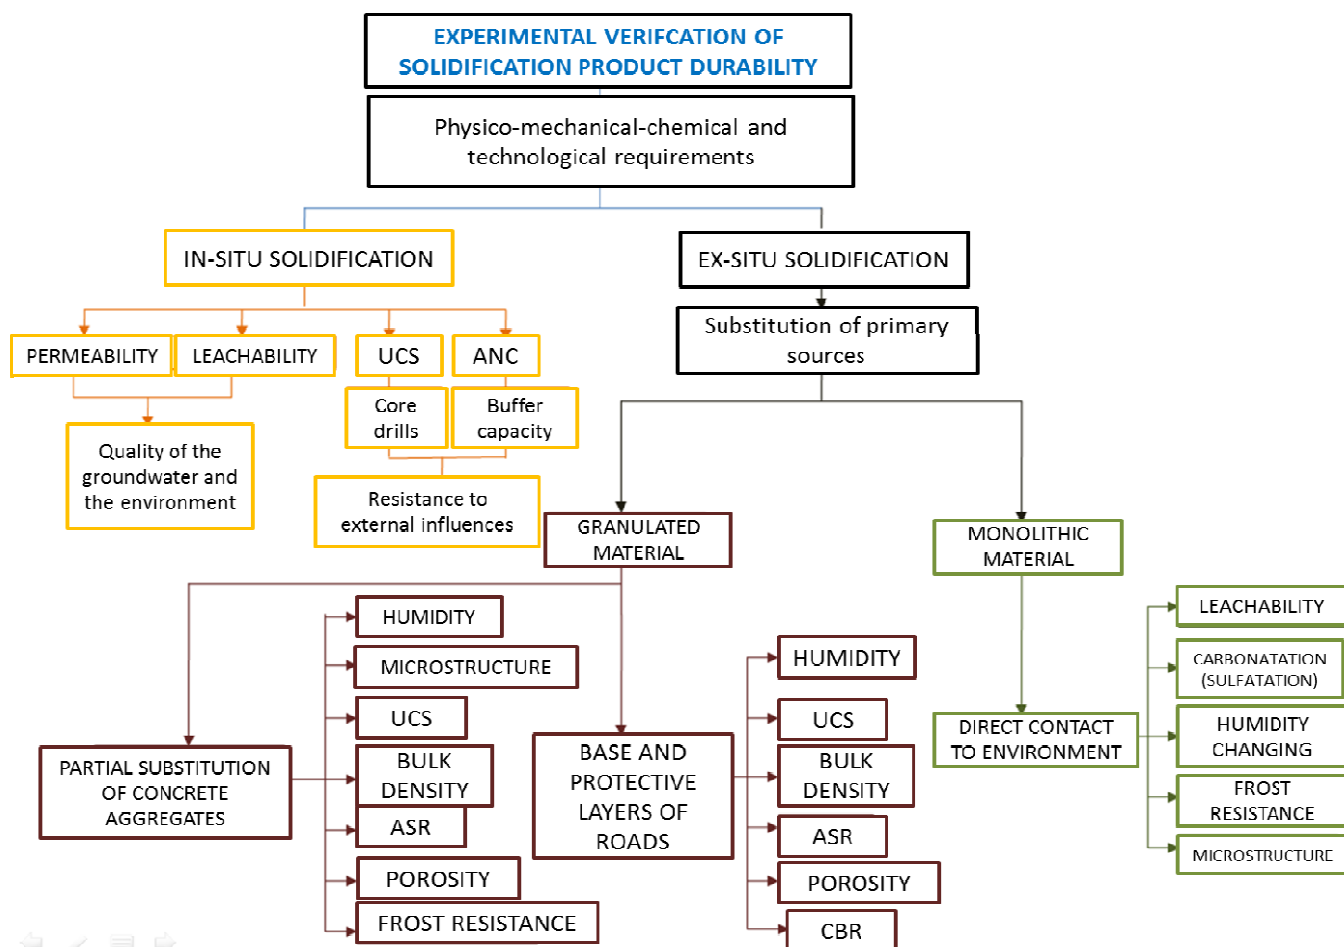 EXPERIMENTAL VERIFCATION OF
SOLIDIFICATION PRODUCT DURABILITY
Physico-mechanical-chemical and
technological requirements
IN-SITU SOLIDIFICATION
EX-SITU SOLIDIFICATION
PERMEABILITY
LEACHABILITY
UCS
ANC
Substitution of primary
sources
Core
drills
Buffer
capacity
Quality of the
groundwater and
the environment
Resistance to
external influences
GRANULATED
MATERIAL
MONOLITHIC
MATERIAL
PARTIAL SUBSTITUTION
OF CONCRETE
AGGREGATES
HUMIDITY
MICROSTRUCTURE
UCS
BULK
DENSITY
ASR
POROSITY
FROST RESISTANCE
BASE AND
PROTECTIVE
LAYERS OF
ROADS
HUMIDITY
UCS
BULK
DENSITY
ASR
POROSITY
CBR
DIRECT CONTACT
TO ENVIRONMENT
LEACHABILITY
CARBONATATION
(SULFATATION)
HUMIDITY
CHANGING
FROST
RESISTANCE
MICROSTRUCTURE